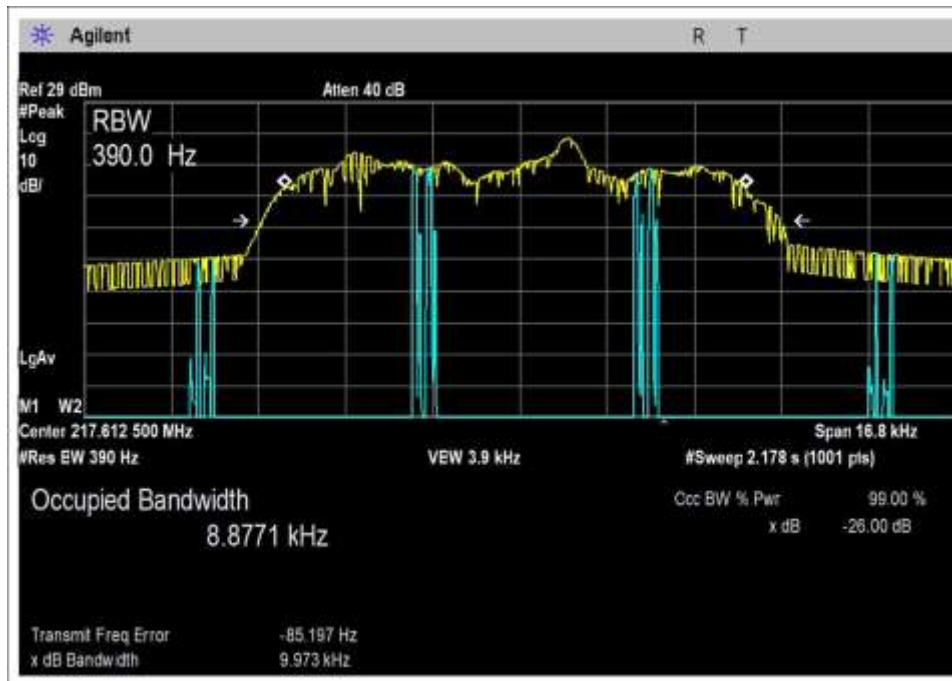 Agilent R T
Ref 29 dBm Atten 40 dB
#Peak
Log
10
dB/
RBW
390.0 Hz
LgAv
M1 W2
Center 217.612 500 MHz Span 16.8 kHz
#Res BW 390 Hz VBW 3.9 kHz #Sweep 2.178 s (1001 pts)
Occupied Bandwidth Occ BW % Pwr 99.00 %
8.8771 kHz x dB -26.00 dB
Transmit Freq Error -85.197 Hz
x dB Bandwidth 9.973 kHz